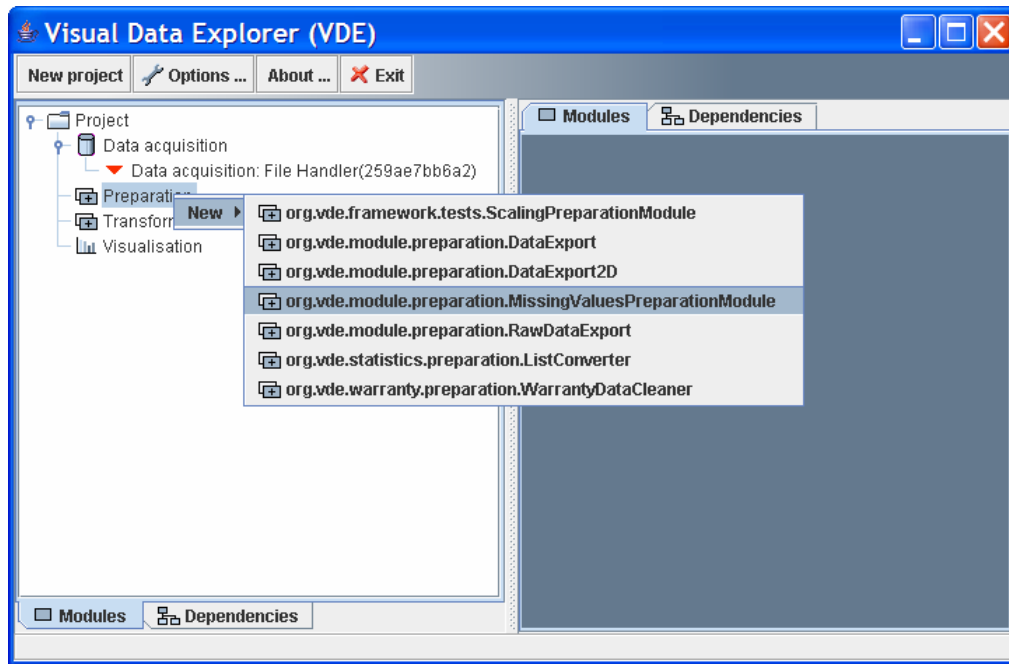 Visual Data Explorer (VDE)
New project Options ... About ... Exit
Project
Data acquisition
Data acquisition: File Handler(259ae7bb6a2)
Preparation
Transform
Visualisation
New
org.vde.framework.tests.ScalingPreparationModule
org.vde.module.preparation.DataExport
org.vde.module.preparation.DataExport2D
org.vde.module.preparation.MissingValuesPreparationModule
org.vde.module.preparation.RawDataExport
org.vde.statistics.preparation.ListConverter
org.vde.warranty.preparation.WarrantyDataCleaner
Modules Dependencies
Modules Dependencies